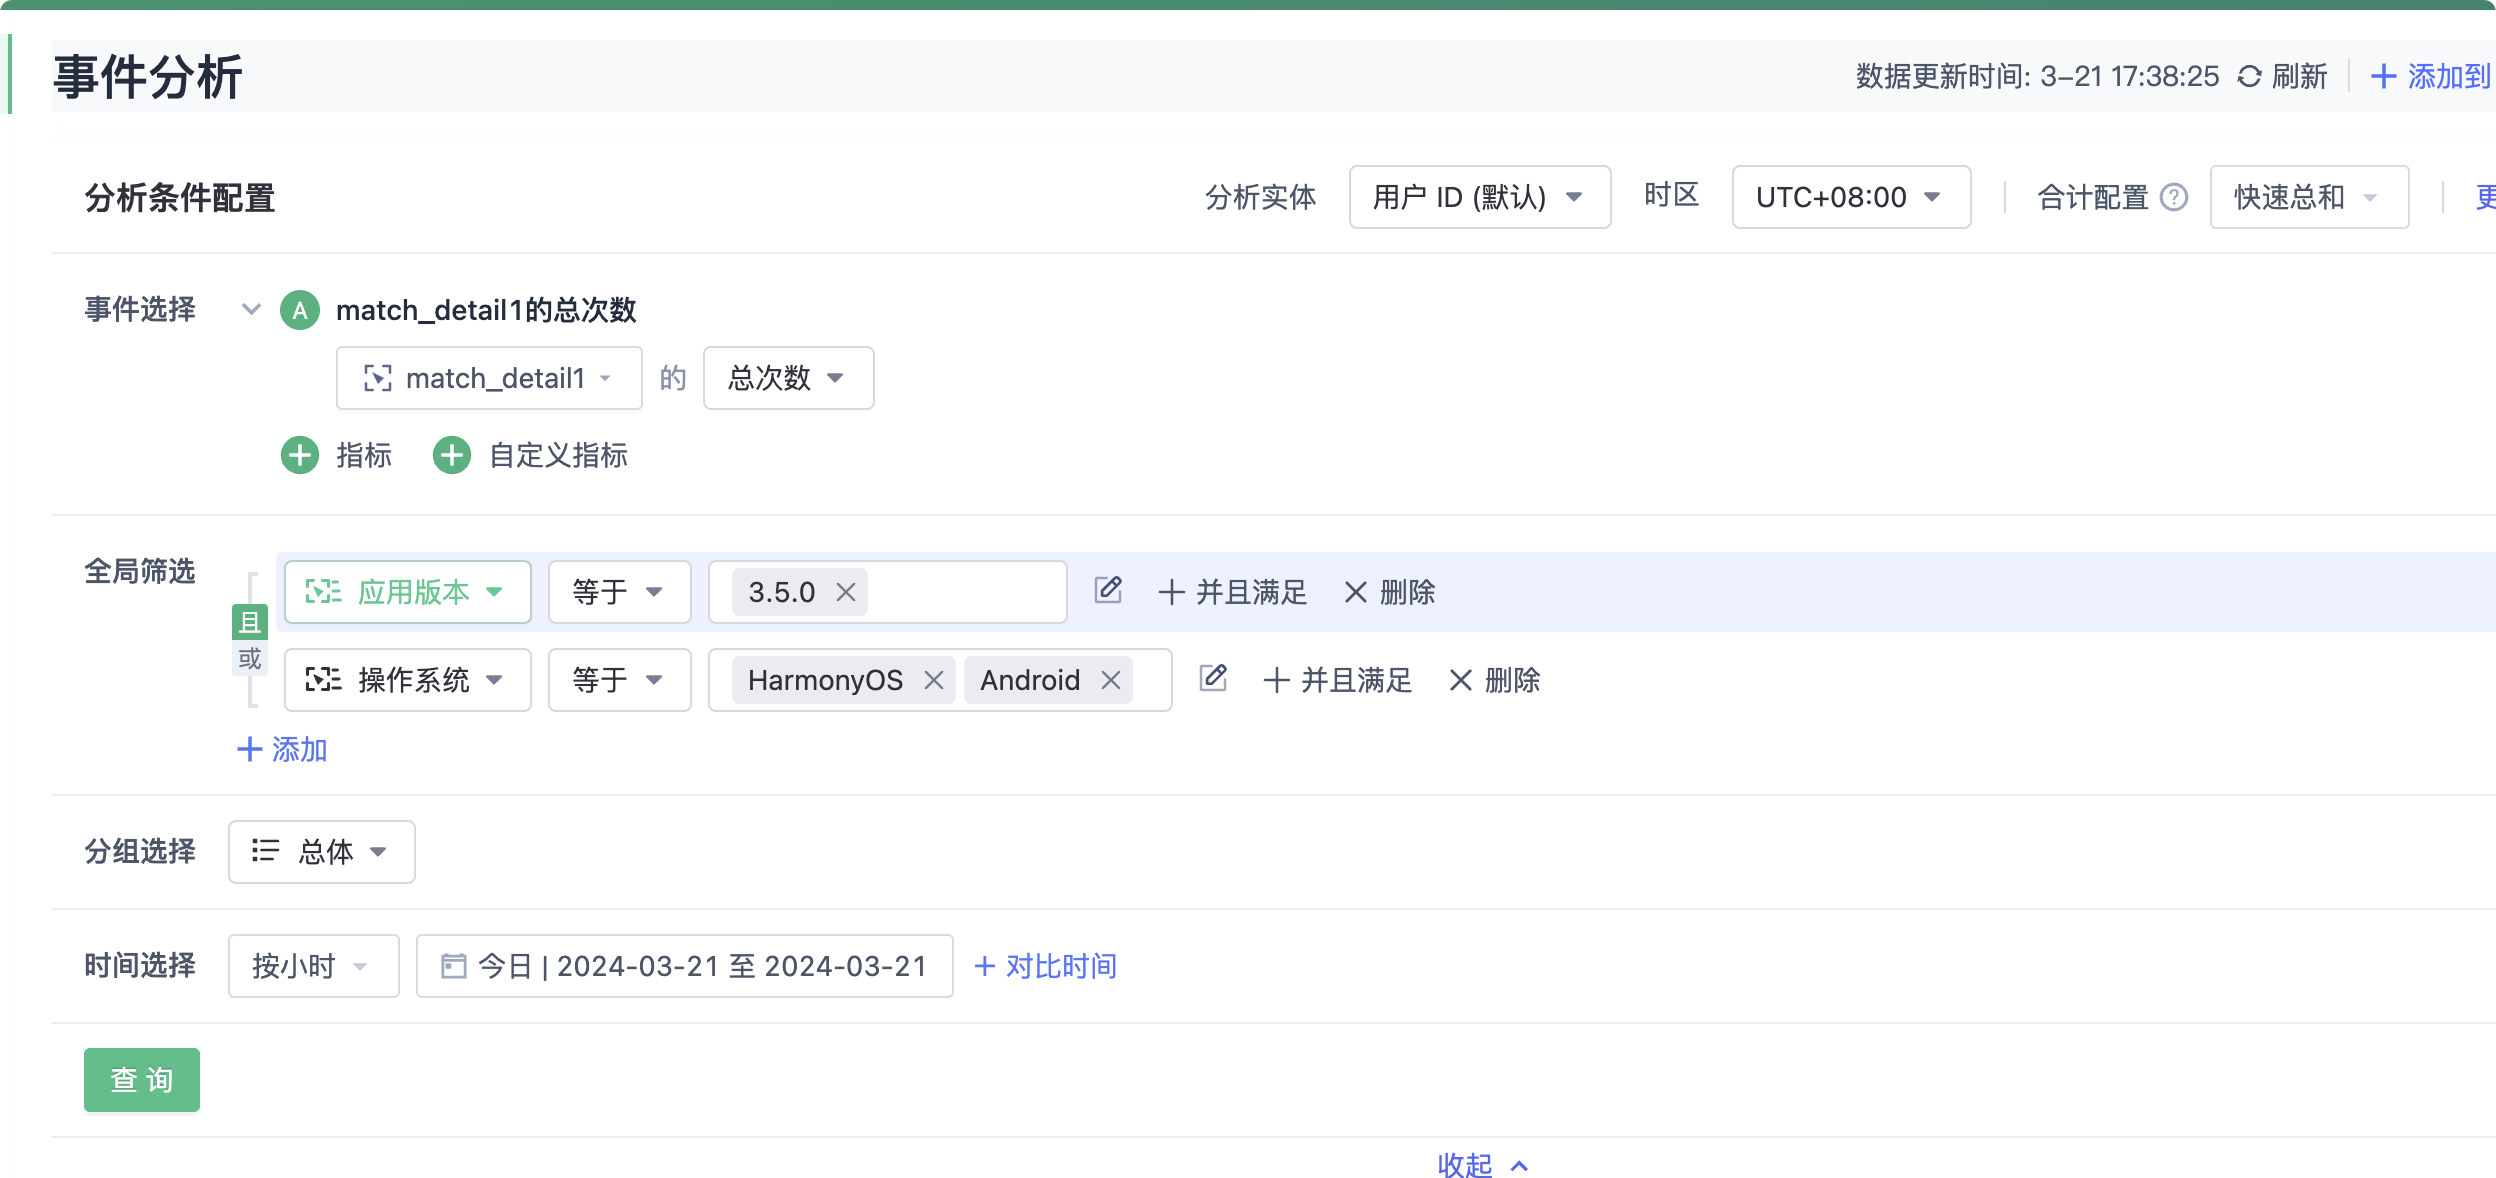 事件分析
数据更新时间: 3-21 17:38:25 刷新 添加到
分析条件配置 分析实体 用户 ID (默认) 时区 UTC+08:00 合计配置 ? 快速总和
事件选择 A match_detail1的总次数
match_detail1 的 总次数
指标 自定义指标
全局筛选
应用版本 等于 3.5.0 并且满足 删除
且
或
操作系统 等于 HarmonyOS Android 并且满足 删除
添加
分组选择 总体
时间选择 按小时 今日 | 2024-03-21 至 2024-03-21 + 对比时间
查 询
收起